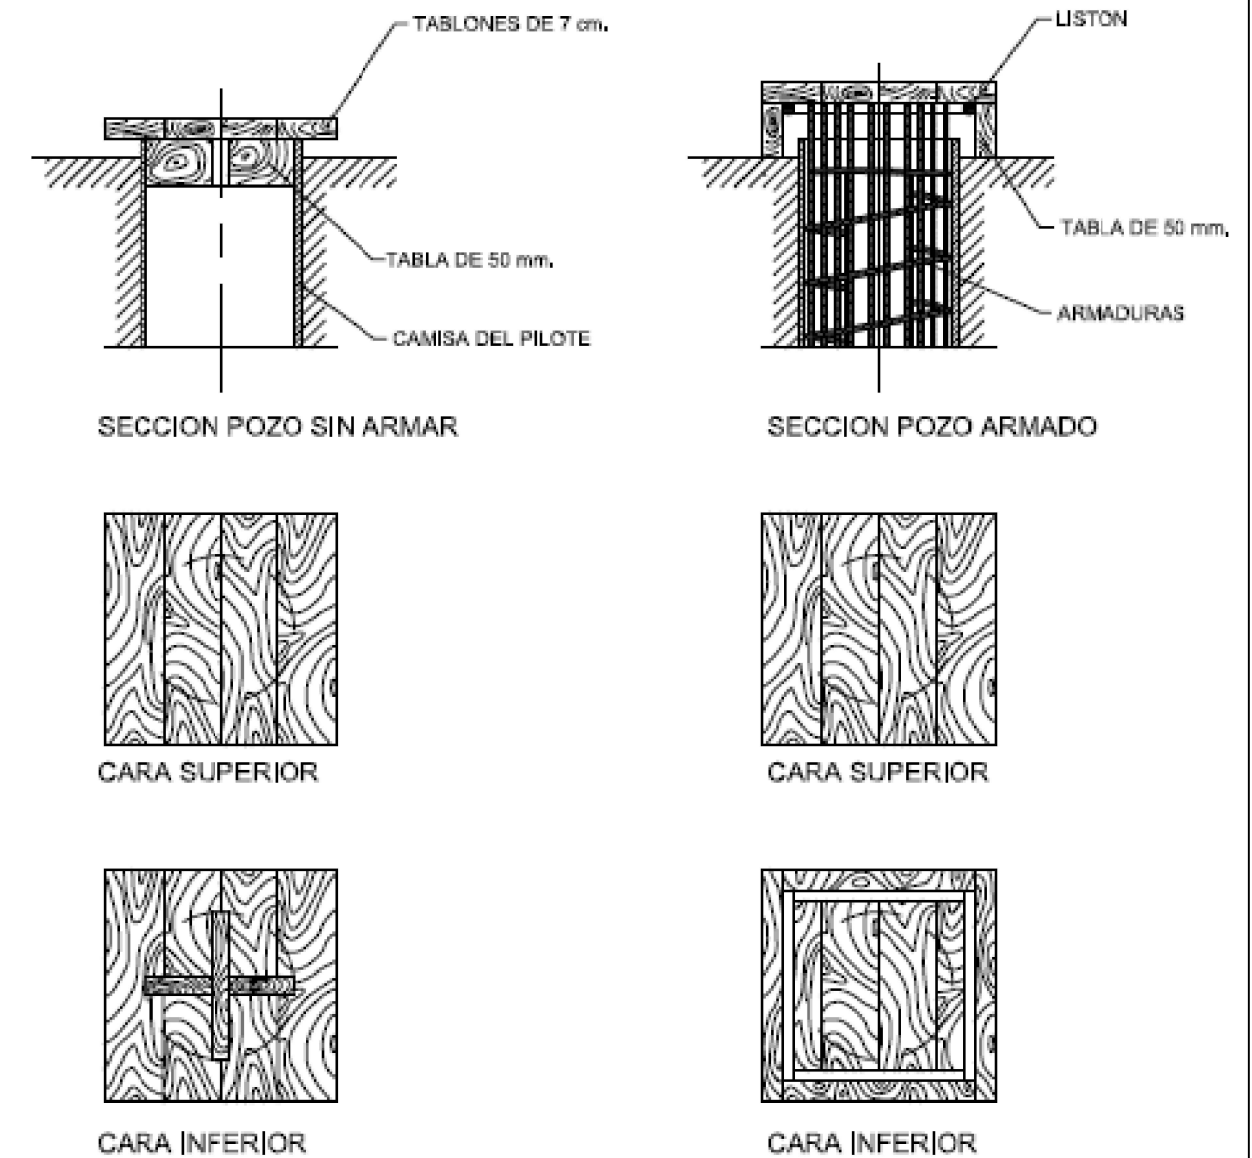 TABLONES DE 7 cm.
LISTON
TABLA DE 50 mm.
TABLA DE 50 mm.
ARMADURAS
CAMISA DEL PILOTE
SECCION POZO SIN ARMAR
SECCION POZO ARMADO
CARA SUPERIOR
CARA SUPERIOR
CARA INFERIOR
CARA INFERIOR